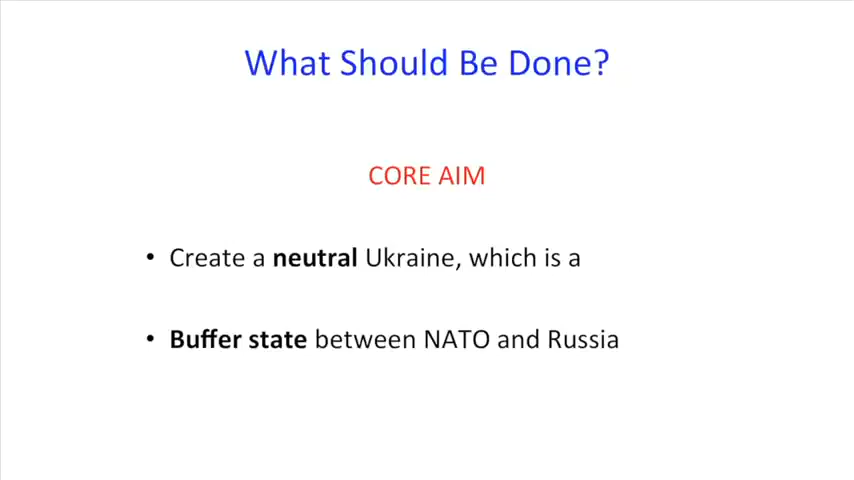 What Should Be Done?
CORE AIM
• Create a neutral Ukraine, which is a
• Buffer state between NATO and Russia